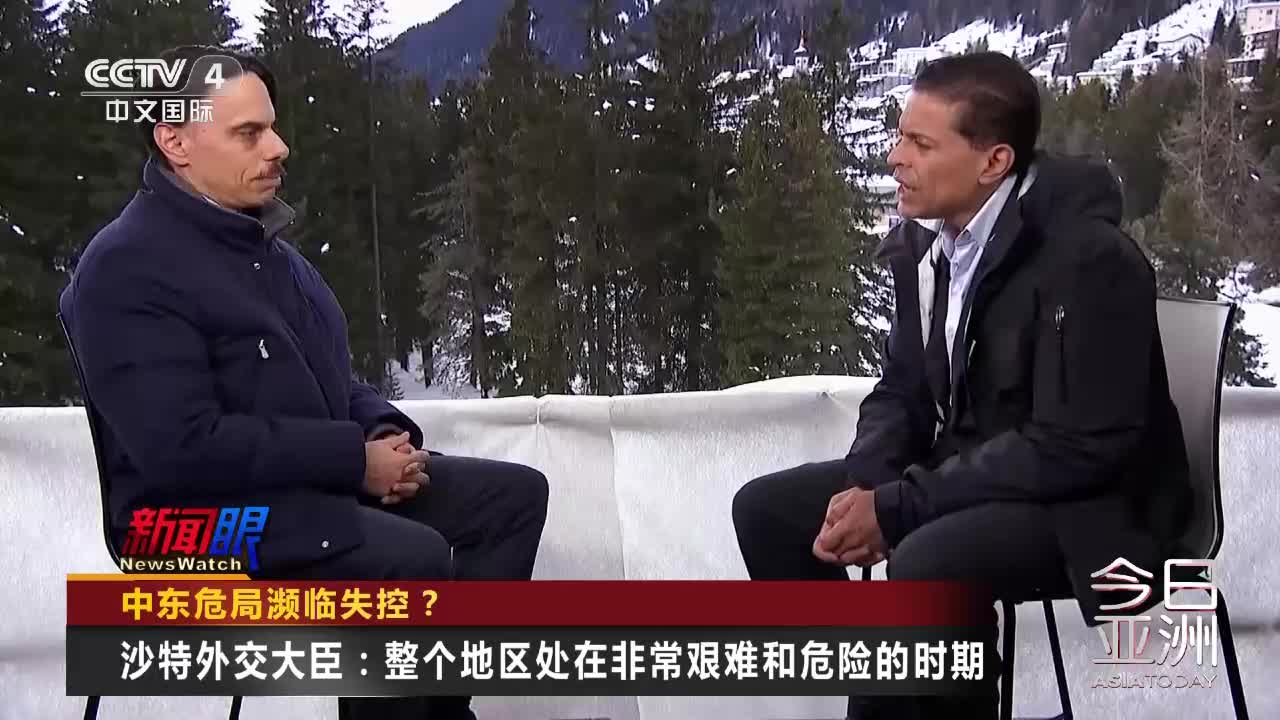 CCTV 4
中文国际
新闻眼
NewsWatch
中东危局濒临失控？
沙特外交大臣：整个地区处在非常艰难和危险的时期
今日
亚洲
ASIA TODAY